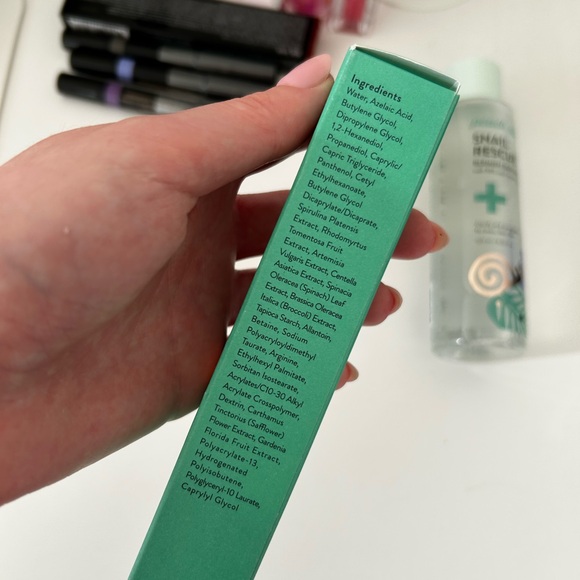 Ingredients
Water, Azelaic Acid,
Butylene Glycol,
Dipropylene Glycol,
1,2-Hexanediol,
Propanediol, Caprylic/
Capric Triglyceride,
Panthenol, Cetyl
Ethylhexanoate,
Butylene Glycol
Dicaprylate/Dicaprate,
Spirulina Platensis
Extract, Rhodomyrtus
Tomentosa Fruit
Extract, Artemisia
Vulgaris Extract, Centella
Asiatica Extract, Spinacia
Oleracea (Spinach) Leaf
Extract, Brassica Oleracea
Italica (Broccoli) Extract,
Tapioca Starch, Allantoin,
Betaine, Sodium
Polyacryloyldimethyl
Taurate, Arginine,
Ethylhexyl Palmitate,
Sorbitan Isostearate,
Acrylates/C10-30 Alkyl
Acrylate Crosspolymer,
Dextrin, Carthamus
Tinctorius (Safflower)
Flower Extract, Gardenia
Florida Fruit Extract,
Polyacrylate-13,
Hydrogenated
Polyisobutene,
Polyglyceryl-10 Laurate,
Caprylyl Glycol
SNAIL
RESCUE